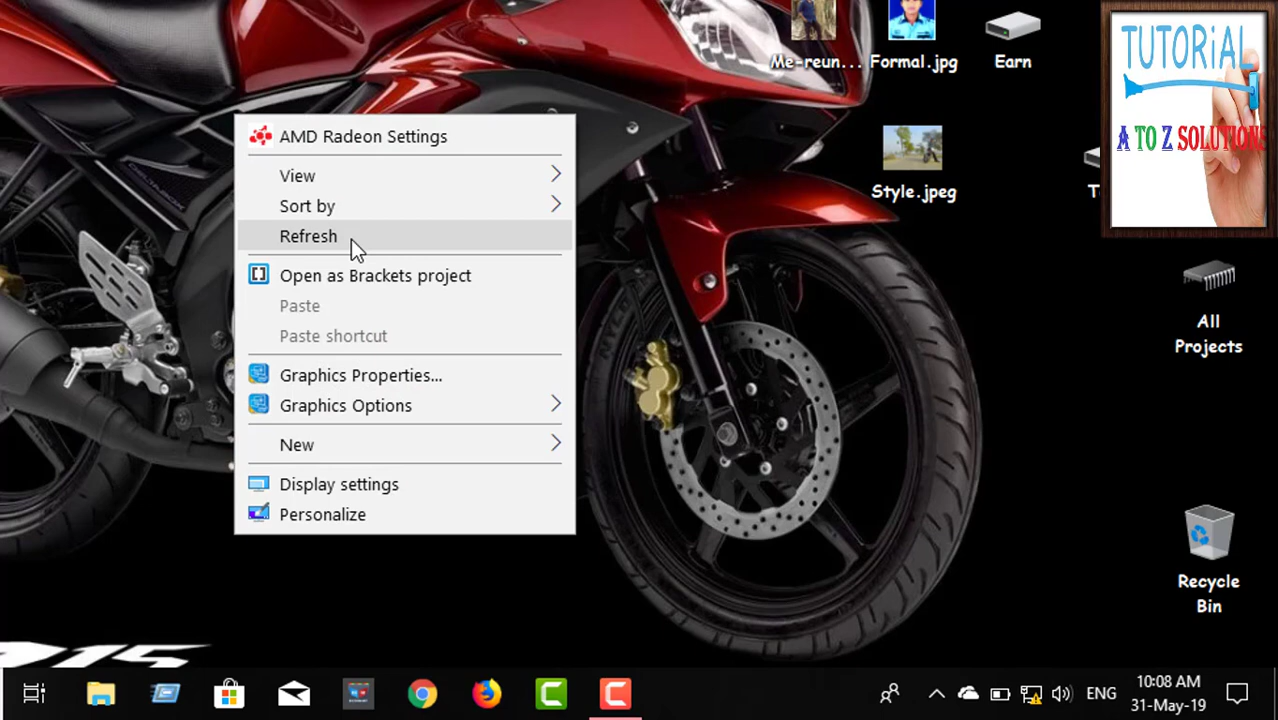 Me-reun...
Formal.jpg
Earn
TUTORiAL
A TO Z SOLUTIONS
AMD Radeon Settings
View
Sort by
Refresh
Open as Brackets project
Paste
Paste shortcut
Graphics Properties...
Graphics Options
New
Display settings
Personalize
Style.jpeg
All
Projects
Recycle
Bin
R15
ENG
10:08 AM
31-May-19